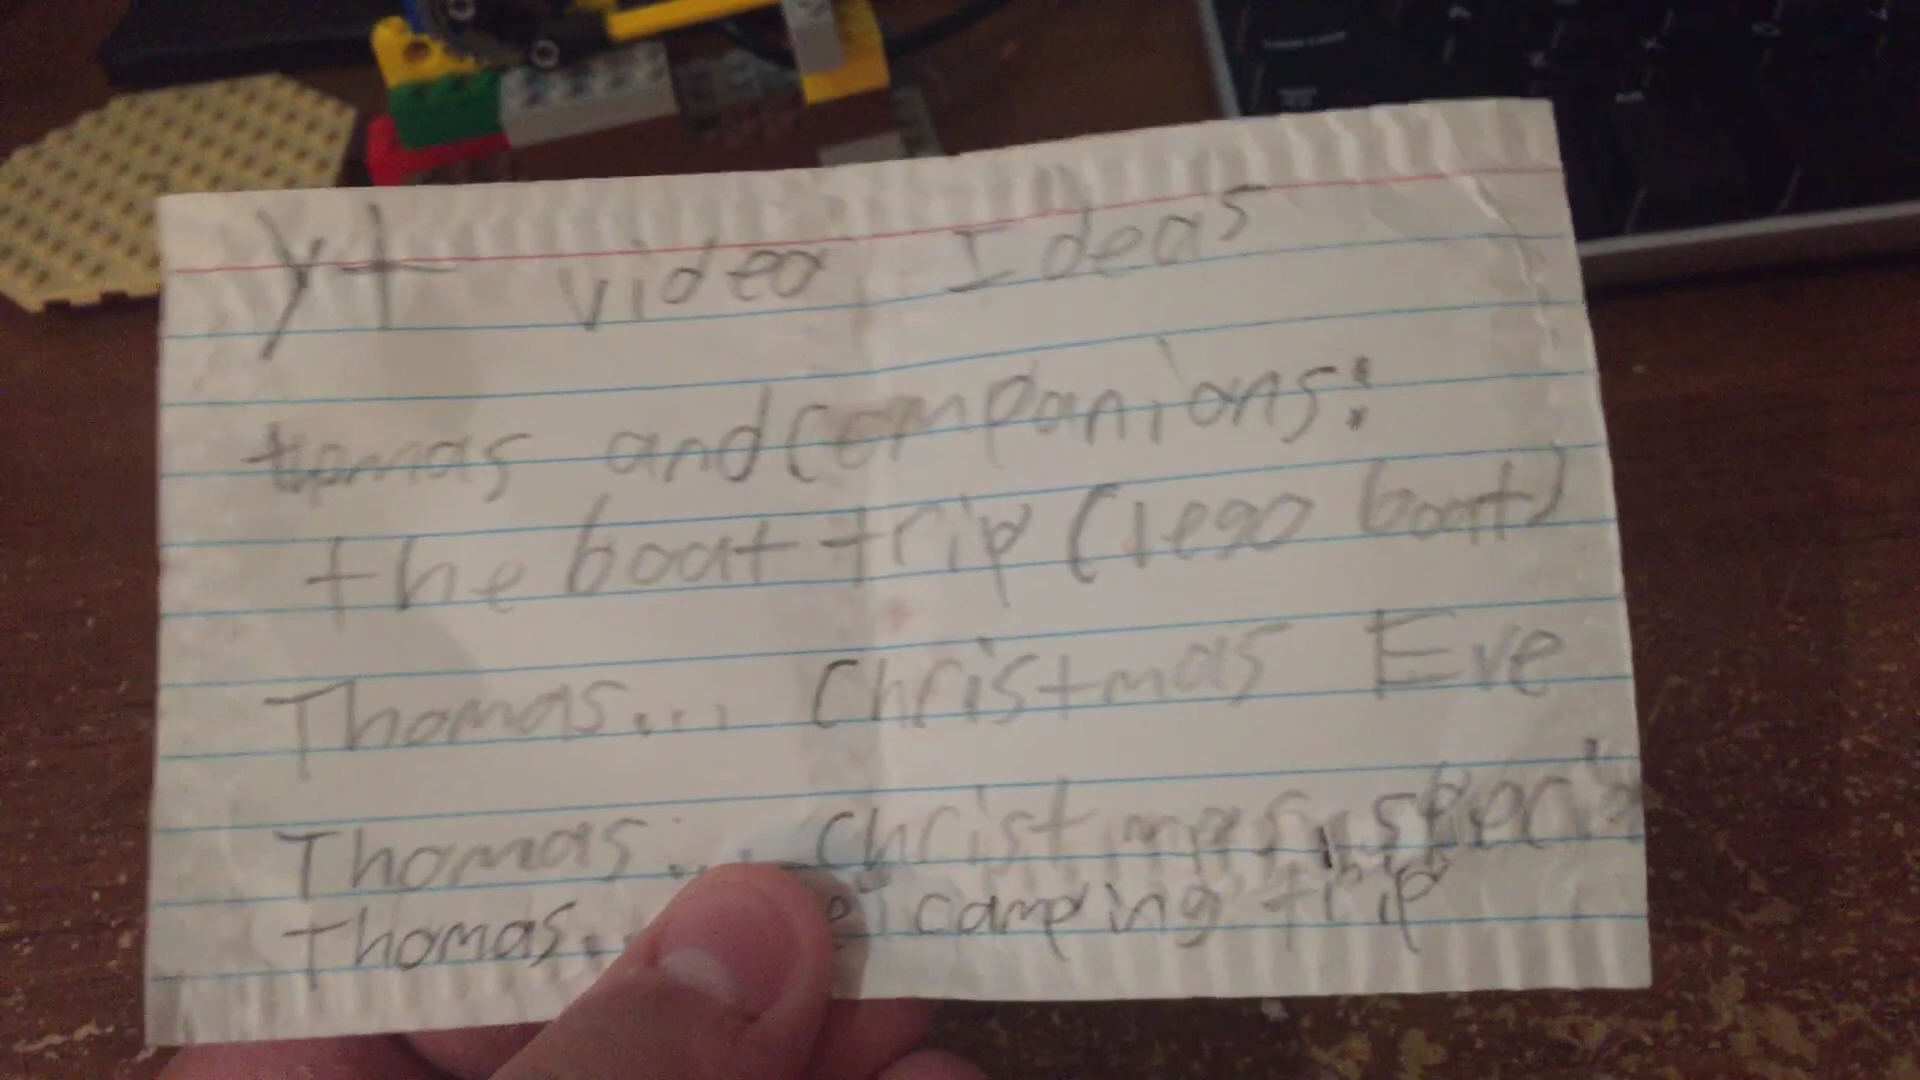 yt video Ideas
tomas and companions:
the boat trip (lego boat)
Thomas... Christmas Eve
Thomas... Christmas
Thomas.. camping trip